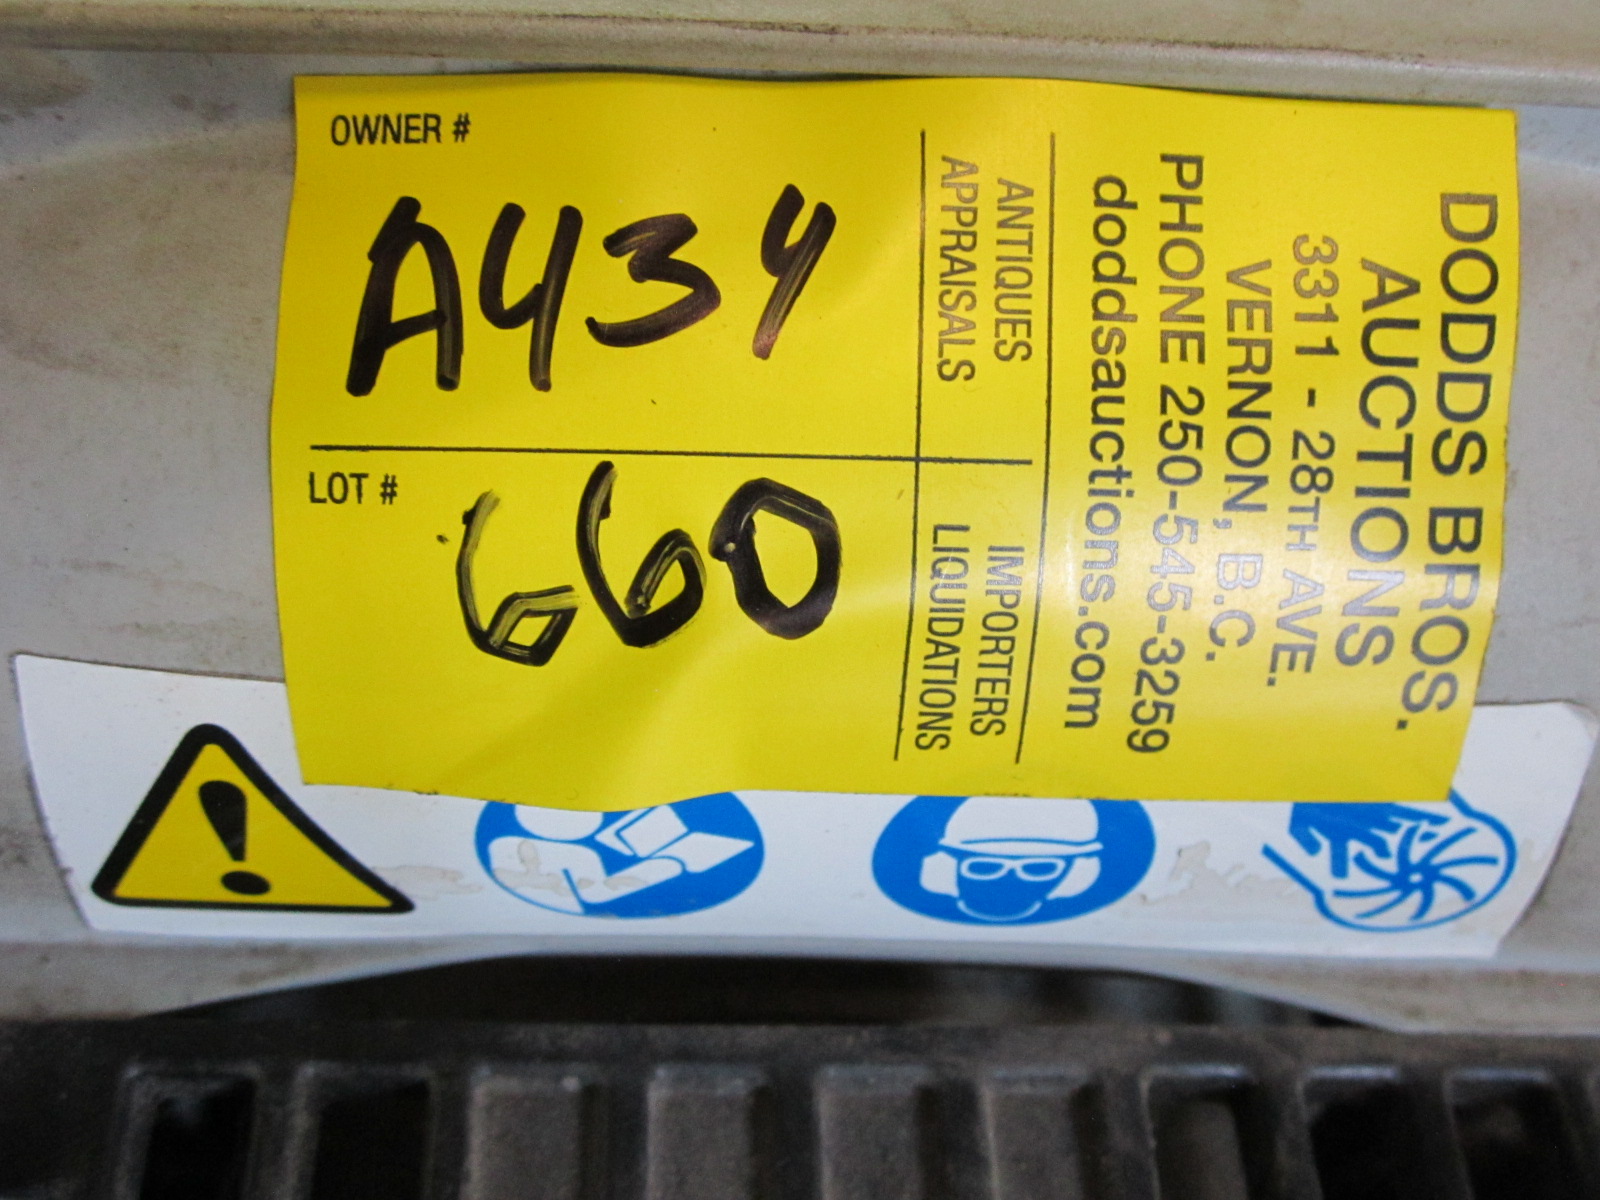 OWNER #
A434
LOT #
660
ANTIQUES
APPRAISALS
IMPORTERS
LIQUIDATIONS
DODDS BROS.
AUCTIONS
3311 - 28TH AVE.
VERNON, B.C.
PHONE 250-545-3259
doddsauctions.com